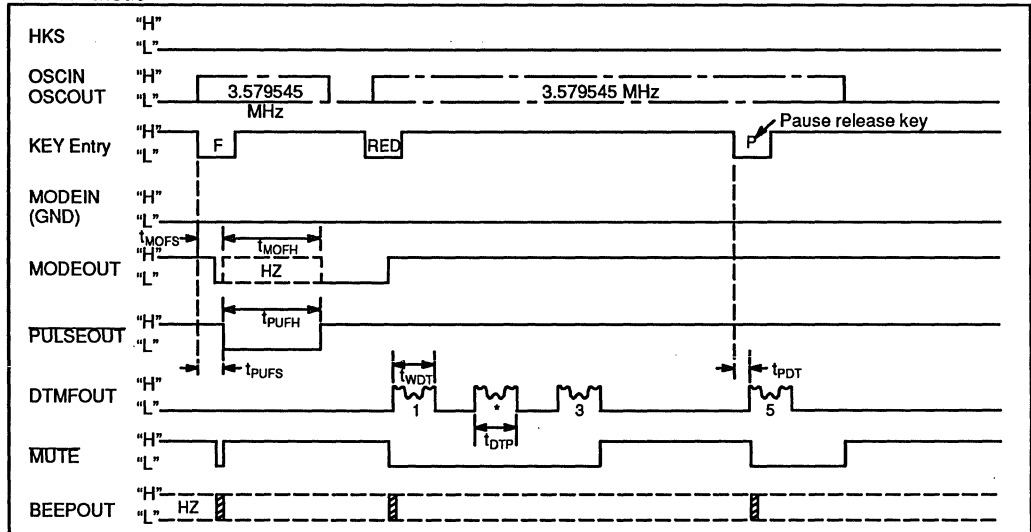 HKS "H"
"L"
OSCIN "H"
OSCOUT "L" 3.579545 MHz 3.579545 MHz
Pause release key
KEY Entry "H" F RED P
"L"
MODEIN "H"
(GND) "L"
tMOFS tMOFH
MODEOUT "H"
"L" HZ
PULSEOUT "H" tPUFH
"L"
tPUFS tWDT tPDT
DTMFOUT "H"
"L" 1 * 3 5
tDTP
MUTE "H"
"L"
BEEPOUT "H" HZ
"L"